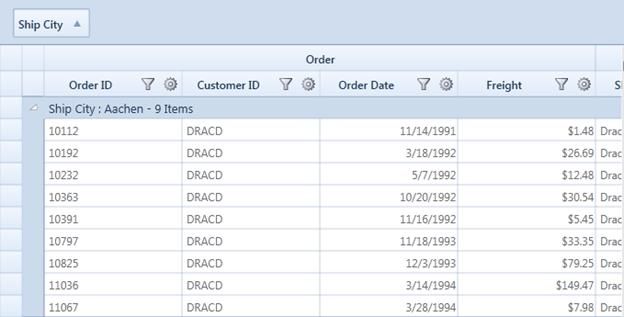 Ship City
Order
Order ID Customer ID Order Date Freight
Ship City : Aachen - 9 Items
10112 DRACD 11/14/1991 $1.48 Drac
10192 DRACD 3/18/1992 $26.69 Drac
10232 DRACD 5/7/1992 $12.48 Drac
10363 DRACD 10/20/1992 $30.54 Drac
10391 DRACD 11/16/1992 $5.45 Drac
10797 DRACD 11/18/1993 $33.35 Drac
10825 DRACD 12/3/1993 $79.25 Drac
11036 DRACD 3/14/1994 $149.47 Drac
11067 DRACD 3/28/1994 $7.98 Drac